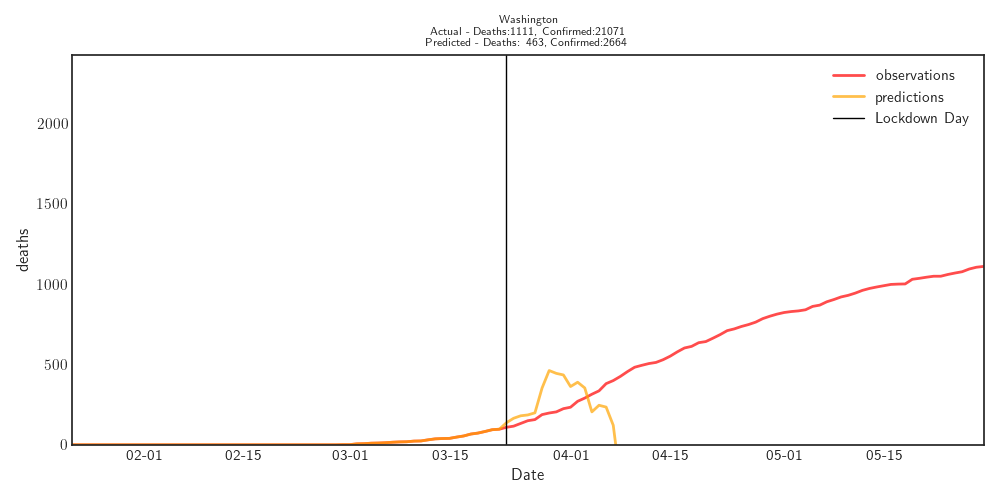 Washington
Actual - Deaths:1111, Confirmed:21071
Predicted - Deaths: 463, Confirmed:2664
observations
predictions
Lockdown Day
deaths
2000
1500
1000
500
0
02-01 02-15 03-01 03-15 04-01 04-15 05-01 05-15
Date